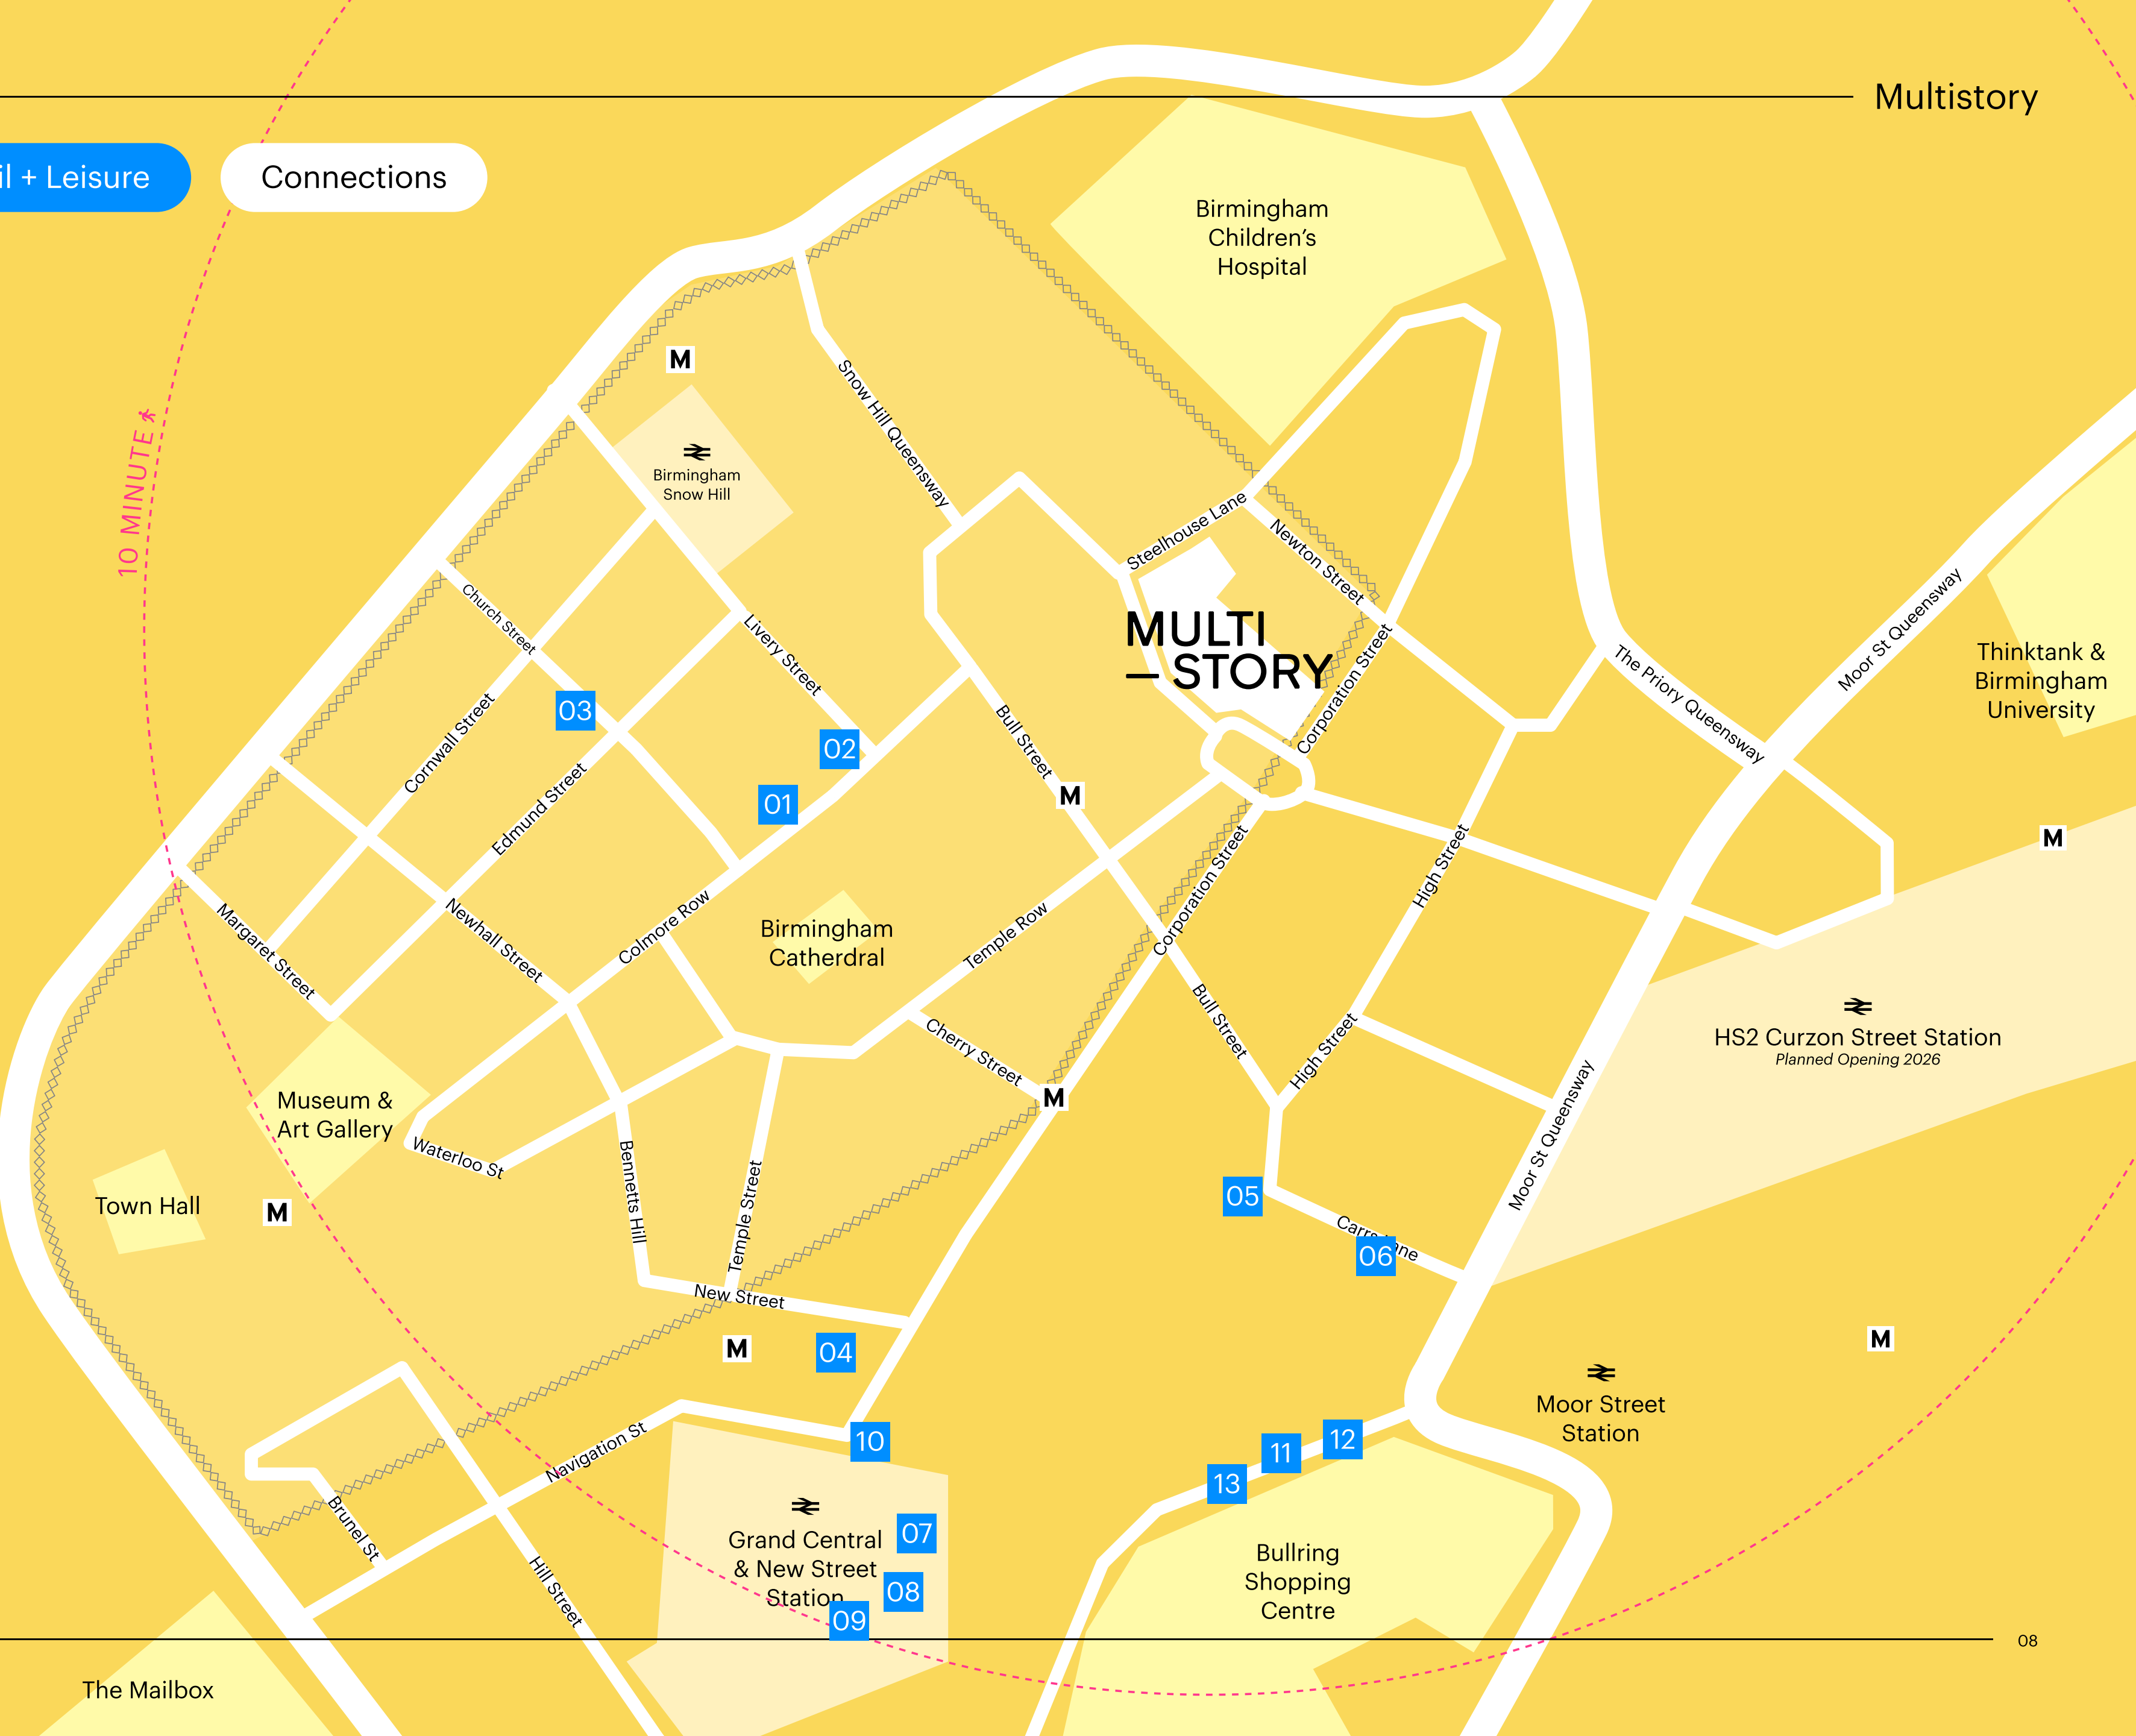 Multistory
il + Leisure
Connections
Birmingham
Children’s
Hospital
M
Snow Hill Queensway
10 MINUTE
Birmingham
Snow Hill
Steelhouse Lane
Newton Street
MULTI
— STORY
Corporation Street
Church Street
Livery Street
03
02
01
Cornwall Street
Edmund Street
Bull Street
M
The Priory Queensway
Moor St Queensway
Thinktank &
Birmingham
University
M
Margaret Street
Newhall Street
Colmore Row
Birmingham
Catherdral
Temple Row
Corporation Street
High Street
Cherry Street
Bull Street
High Street
M
HS2 Curzon Street Station
Planned Opening 2026
Moor St Queensway
Museum &
Art Gallery
Waterloo St
Bennetts Hill
Temple Street
Town Hall
M
05
Carrs Lane
06
New Street
M
04
M
Moor Street
Station
Navigation St
10
11
12
13
Brunel St
Hill Street
Grand Central
& New Street
Station
07
08
09
Bullring
Shopping
Centre
08
The Mailbox